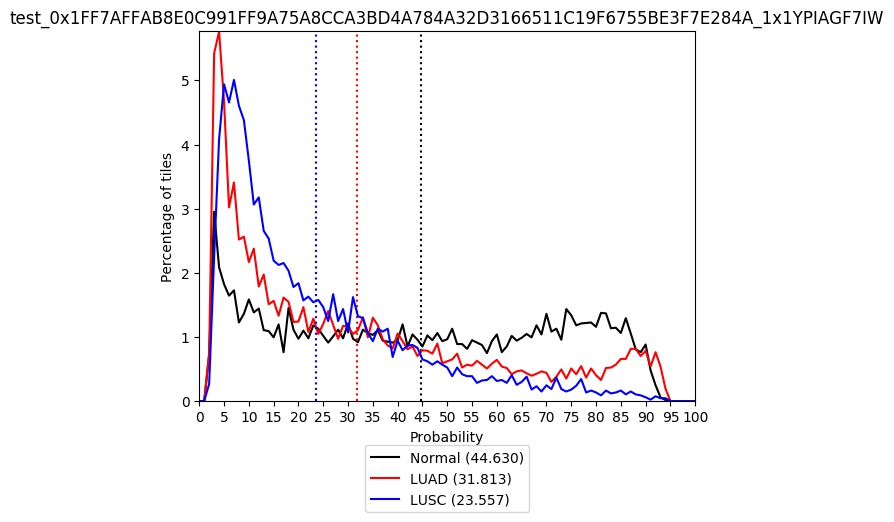 test_0x1FF7AFFAB8E0C991FF9A75A8CCA3BD4A784A32D3166511C19F6755BE3F7E284A_1x1YPIAGF7IW
Percentage of tiles
5
4
3
2
1
0
0 5 10 15 20 25 30 35 40 45 50 55 60 65 70 75 80 85 90 95 100
Probability
Normal (44.630)
LUAD (31.813)
LUSC (23.557)